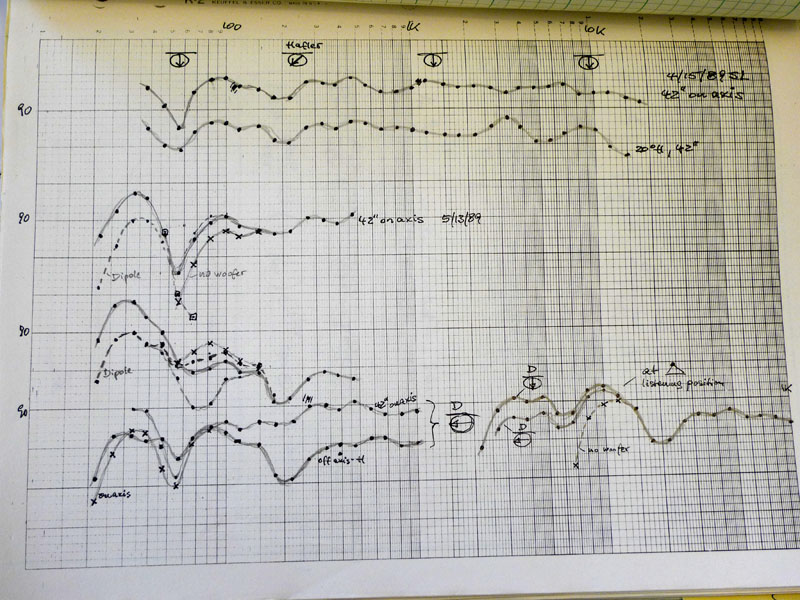 K-E KEUFFEL & ESSER CO.
100
1K
10K
Hafler
4/15/89 SL
42" on axis
90
20° H, 42"
90
42" on axis 5/13/89
Dipole
no woofer
90
Dipole
D
at
listening position
90
42" on axis
D
D
1K
no woofer
off axis-H
on axis